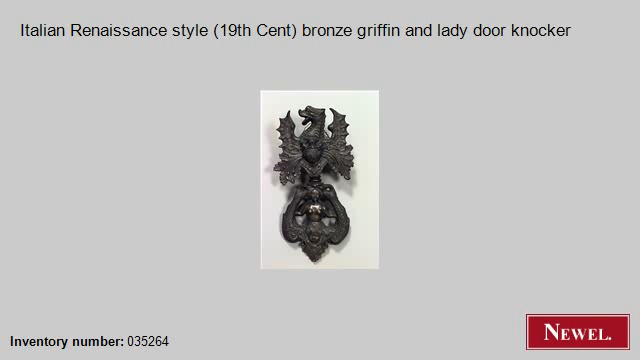 Italian Renaissance style (19th Cent) bronze griffin and lady door knocker
NEWEL.
Inventory number: 035264